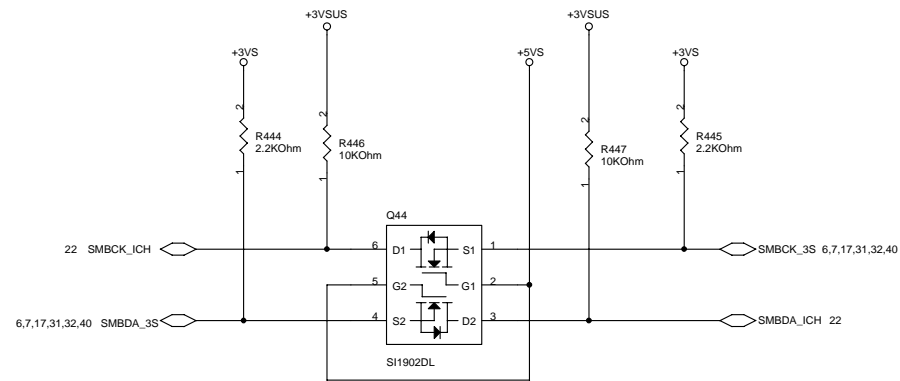 +3VSUS
+3VSUS
+3VS
+5VS
+3VS
2
2
2
2
R444
2.2KOhm
R446
10KOhm
R447
10KOhm
R445
2.2KOhm
1
1
1
1
Q44
22 SMBCK_ICH
6 D1 S1 1
SMBCK_3S 6,7,17,31,32,40
5 G2 G1 2
6,7,17,31,32,40 SMBDA_3S
4 S2 D2 3
SMBDA_ICH 22
SI1902DL